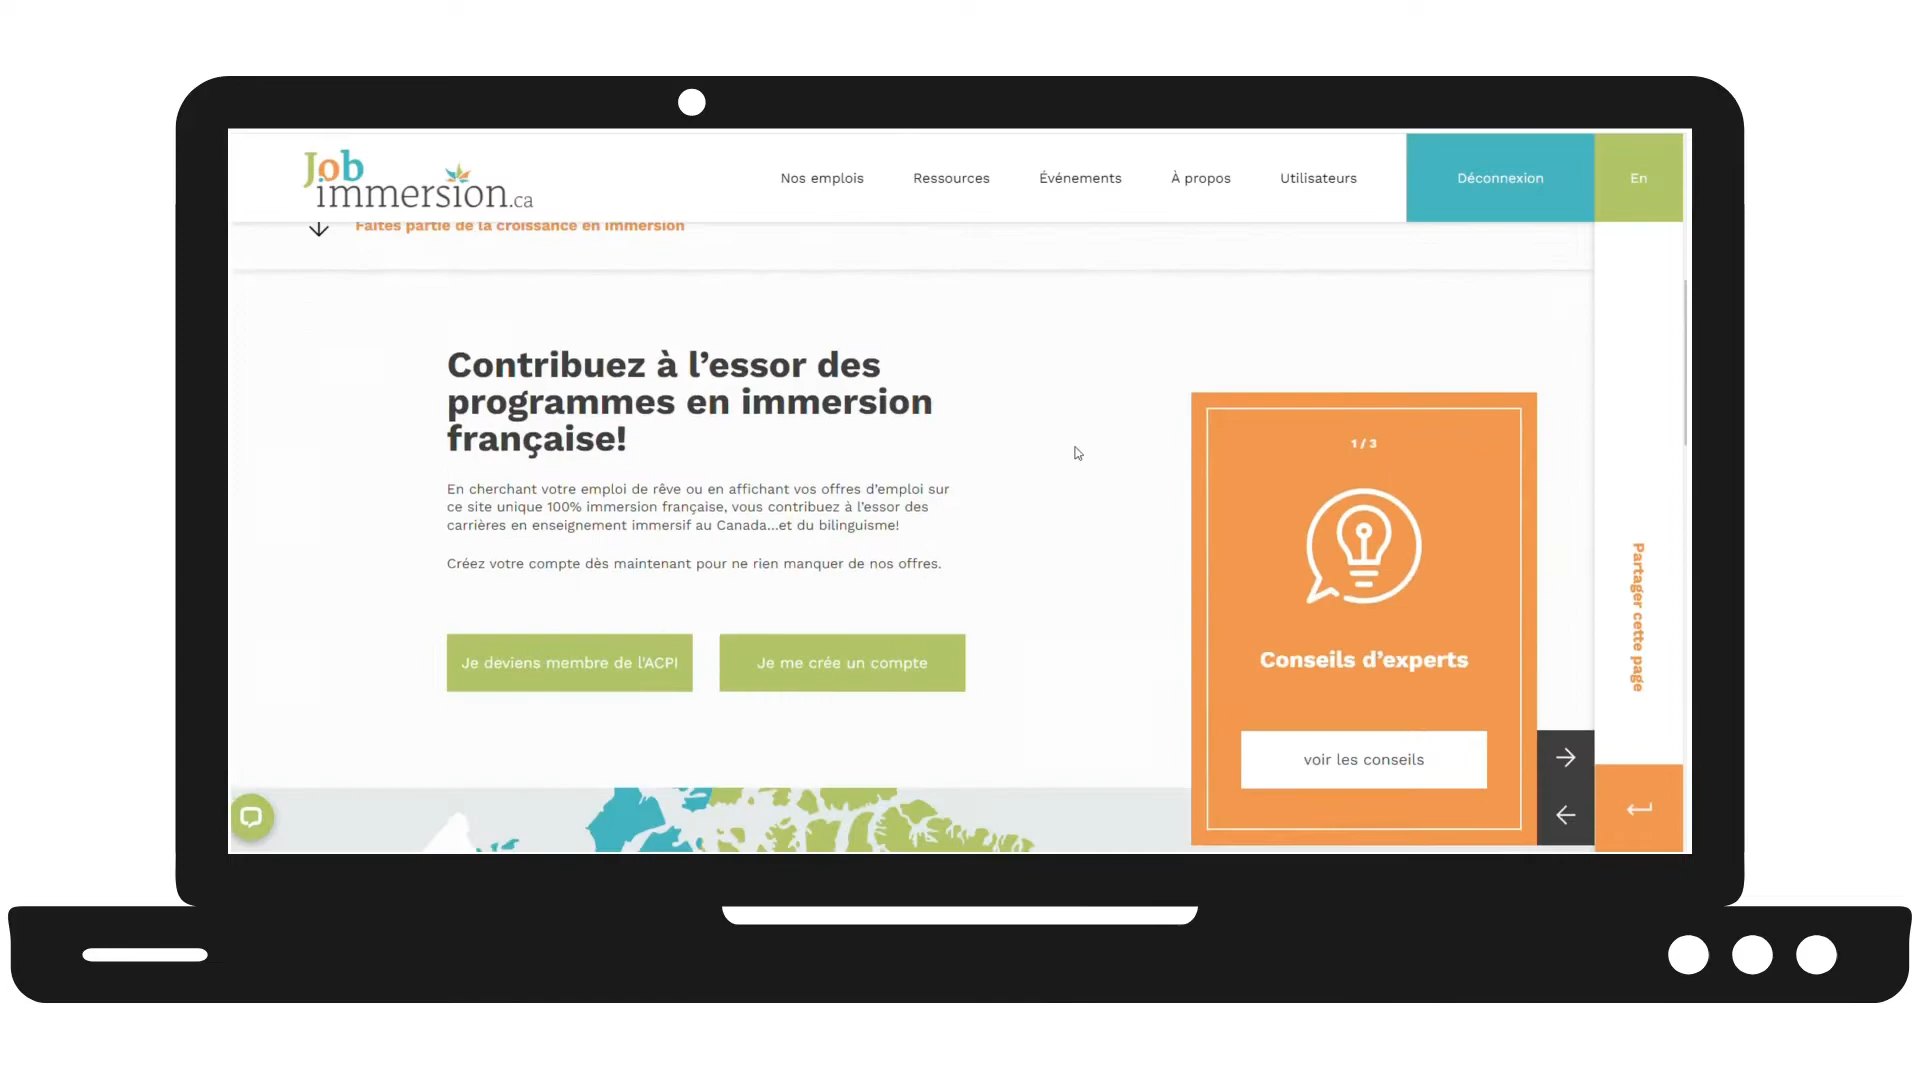 Job
immersion.ca
Nos emplois
Ressources
Événements
À propos
Utilisateurs
Déconnexion
En
Faites partie de la croissance en immersion
Contribuez à l’essor des
programmes en immersion
française!
En cherchant votre emploi de rêve ou en affichant vos offres d’emploi sur
ce site unique 100% immersion française, vous contribuez à l’essor des
carrières en enseignement immersif au Canada...et du bilinguisme!
Créez votre compte dès maintenant pour ne rien manquer de nos offres.
Je deviens membre de l'ACPI
Je me crée un compte
1 / 3
Conseils d’experts
voir les conseils
Partager cette page